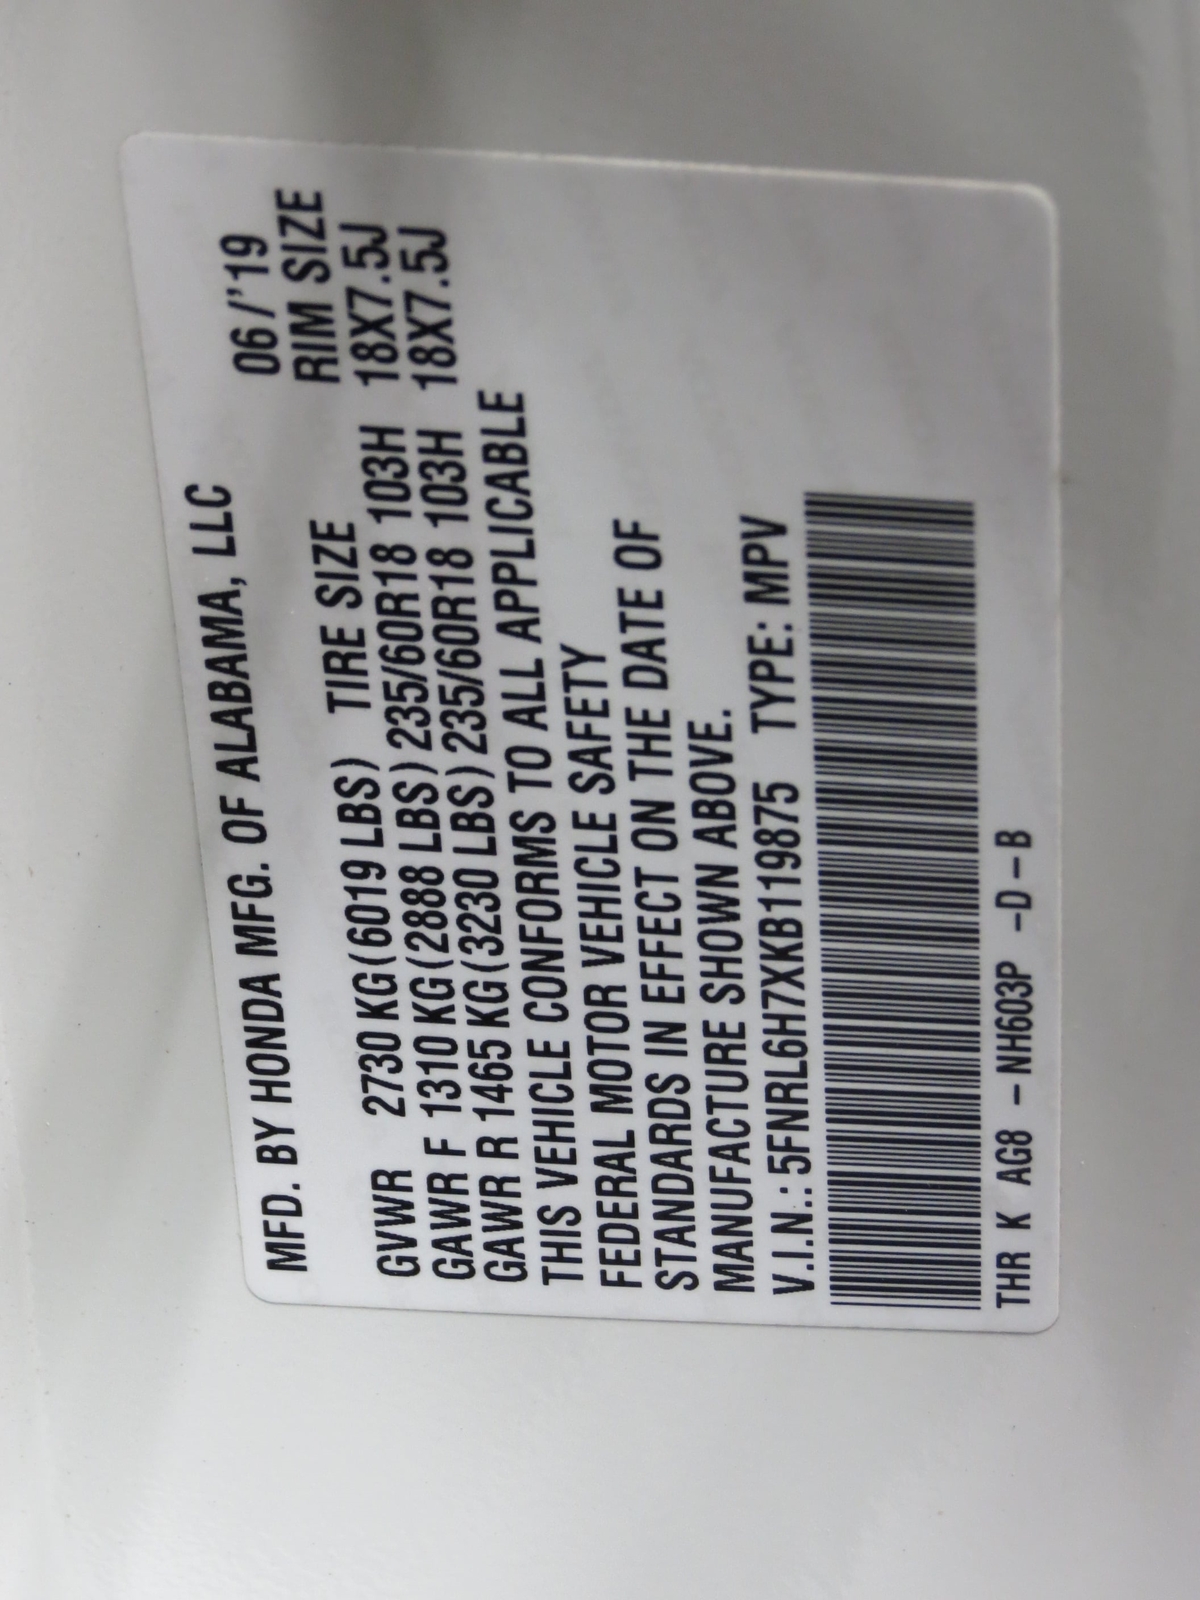 MFD. BY HONDA MFG. OF ALABAMA, LLC 06/'19
TIRE SIZE RIM SIZE
GVWR 2730 KG(6019 LBS)
GAWR F 1310 KG(2888 LBS) 235/60R18 103H 18X7.5J
GAWR R 1465 KG(3230 LBS) 235/60R18 103H 18X7.5J
THIS VEHICLE CONFORMS TO ALL APPLICABLE
FEDERAL MOTOR VEHICLE SAFETY
STANDARDS IN EFFECT ON THE DATE OF
MANUFACTURE SHOWN ABOVE.
V.I.N.: 5FNRL6H7XKB119875 TYPE: MPV
THR K AG8 – NH603P –D–B